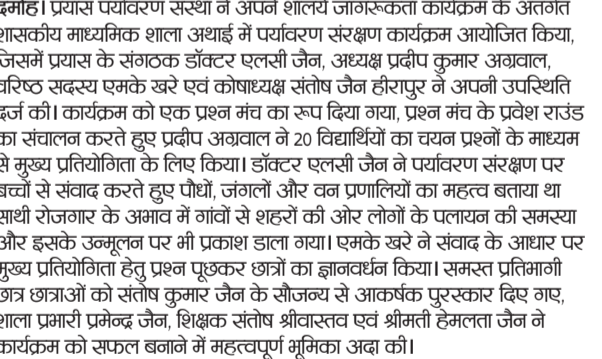 दमोह। प्रयास पर्यावरण संस्था ने अपने शालेय जागरूकता कार्यक्रम के अंतर्गत
शासकीय माध्यमिक शाला अथाई में पर्यावरण संरक्षण कार्यक्रम आयोजित किया,
जिसमें प्रयास के संगठक डॉक्टर एलसी जैन, अध्यक्ष प्रदीप कुमार अग्रवाल,
वरिष्ठ सदस्य एमके खरे एवं कोषाध्यक्ष संतोष जैन हीरापुर ने अपनी उपस्थिति
दर्ज की। कार्यक्रम को एक प्रश्न मंच का रूप दिया गया, प्रश्न मंच के प्रवेश राउंड
का संचालन करते हुए प्रदीप अग्रवाल ने 20 विद्यार्थियों का चयन प्रश्नों के माध्यम
से मुख्य प्रतियोगिता के लिए किया। डॉक्टर एलसी जैन ने पर्यावरण संरक्षण पर
बच्चों से संवाद करते हुए पौधों, जंगलों और वन प्रणालियों का महत्व बताया था
साथी रोजगार के अभाव में गांवों से शहरों की ओर लोगों के पलायन की समस्या
और इसके उन्मूलन पर भी प्रकाश डाला गया। एमके खरे ने संवाद के आधार पर
मुख्य प्रतियोगिता हेतु प्रश्न पूछकर छात्रों का ज्ञानवर्धन किया। समस्त प्रतिभागी
छात्र छात्राओं को संतोष कुमार जैन के सौजन्य से आकर्षक पुरस्कार दिए गए,
शाला प्रभारी प्रमेन्द्र जैन, शिक्षक संतोष श्रीवास्तव एवं श्रीमती हेमलता जैन ने
कार्यक्रम को सफल बनाने में महत्वपूर्ण भूमिका अदा की।